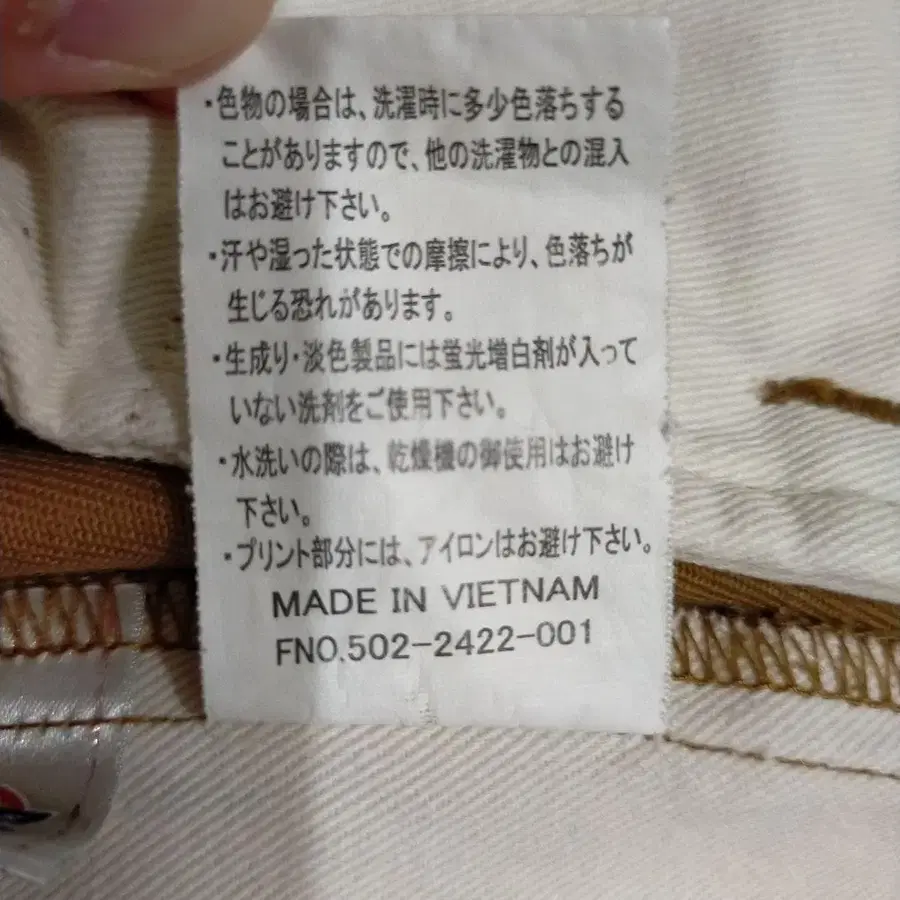 ・色物の場合は、洗濯時に多少色落ちする
ことがありますので、他の洗濯物との混入
はお避け下さい。
・汗や湿った状態での摩擦により、色落ちが
生じる恐れがあります。
・生成り・淡色製品には蛍光増白剤が入って
いない洗剤をご使用下さい。
・水洗いの際は、乾燥機の御使用はお避け
下さい。
・プリント部分には、アイロンはお避け下さい。
MADE IN VIETNAM
FNO.502-2422-001